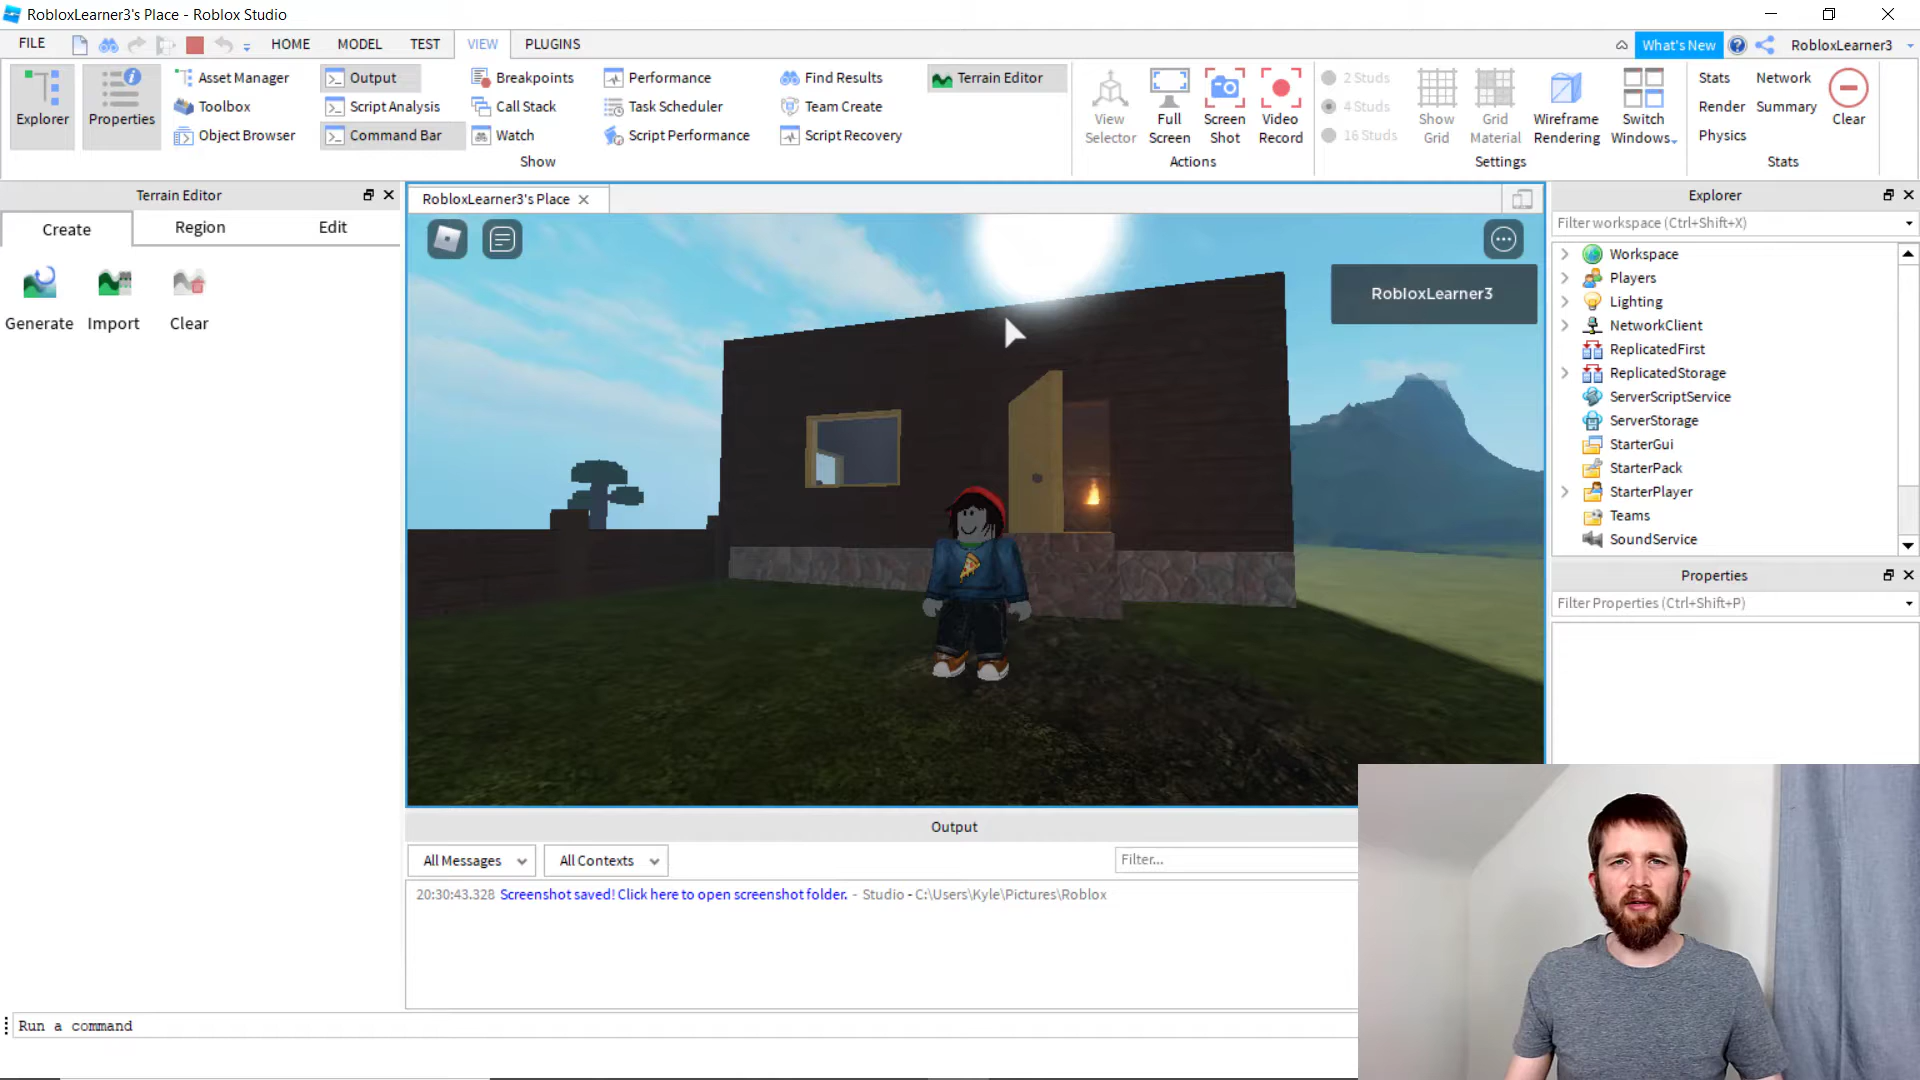 RobloxLearner3's Place - Roblox Studio
FILE HOME MODEL TEST VIEW PLUGINS What's New RobloxLearner3
Explorer
Properties
Asset Manager
Toolbox
Object Browser
Output
Script Analysis
Command Bar
Breakpoints
Call Stack
Watch
Performance
Task Scheduler
Script Performance
Find Results
Team Create
Script Recovery
Terrain Editor
Show
View
Selector
Full
Screen
Screen
Shot
Video
Record
Actions
2 Studs
4 Studs
16 Studs
Show
Grid
Grid
Material
Wireframe
Rendering
Switch
Windows
Settings
Stats
Render
Physics
Network
Summary
Clear
Stats
Terrain Editor
Create Region Edit
Generate Import Clear
RobloxLearner3's Place
RobloxLearner3
Explorer
Filter workspace (Ctrl+Shift+X)
Workspace
Players
Lighting
NetworkClient
ReplicatedFirst
ReplicatedStorage
ServerScriptService
ServerStorage
StarterGui
StarterPack
StarterPlayer
Teams
SoundService
Properties
Filter Properties (Ctrl+Shift+P)
Output
All Messages All Contexts Filter...
20:30:43.328 Screenshot saved! Click here to open screenshot folder. - Studio - C:\Users\Kyle\Pictures\Roblox
Run a command